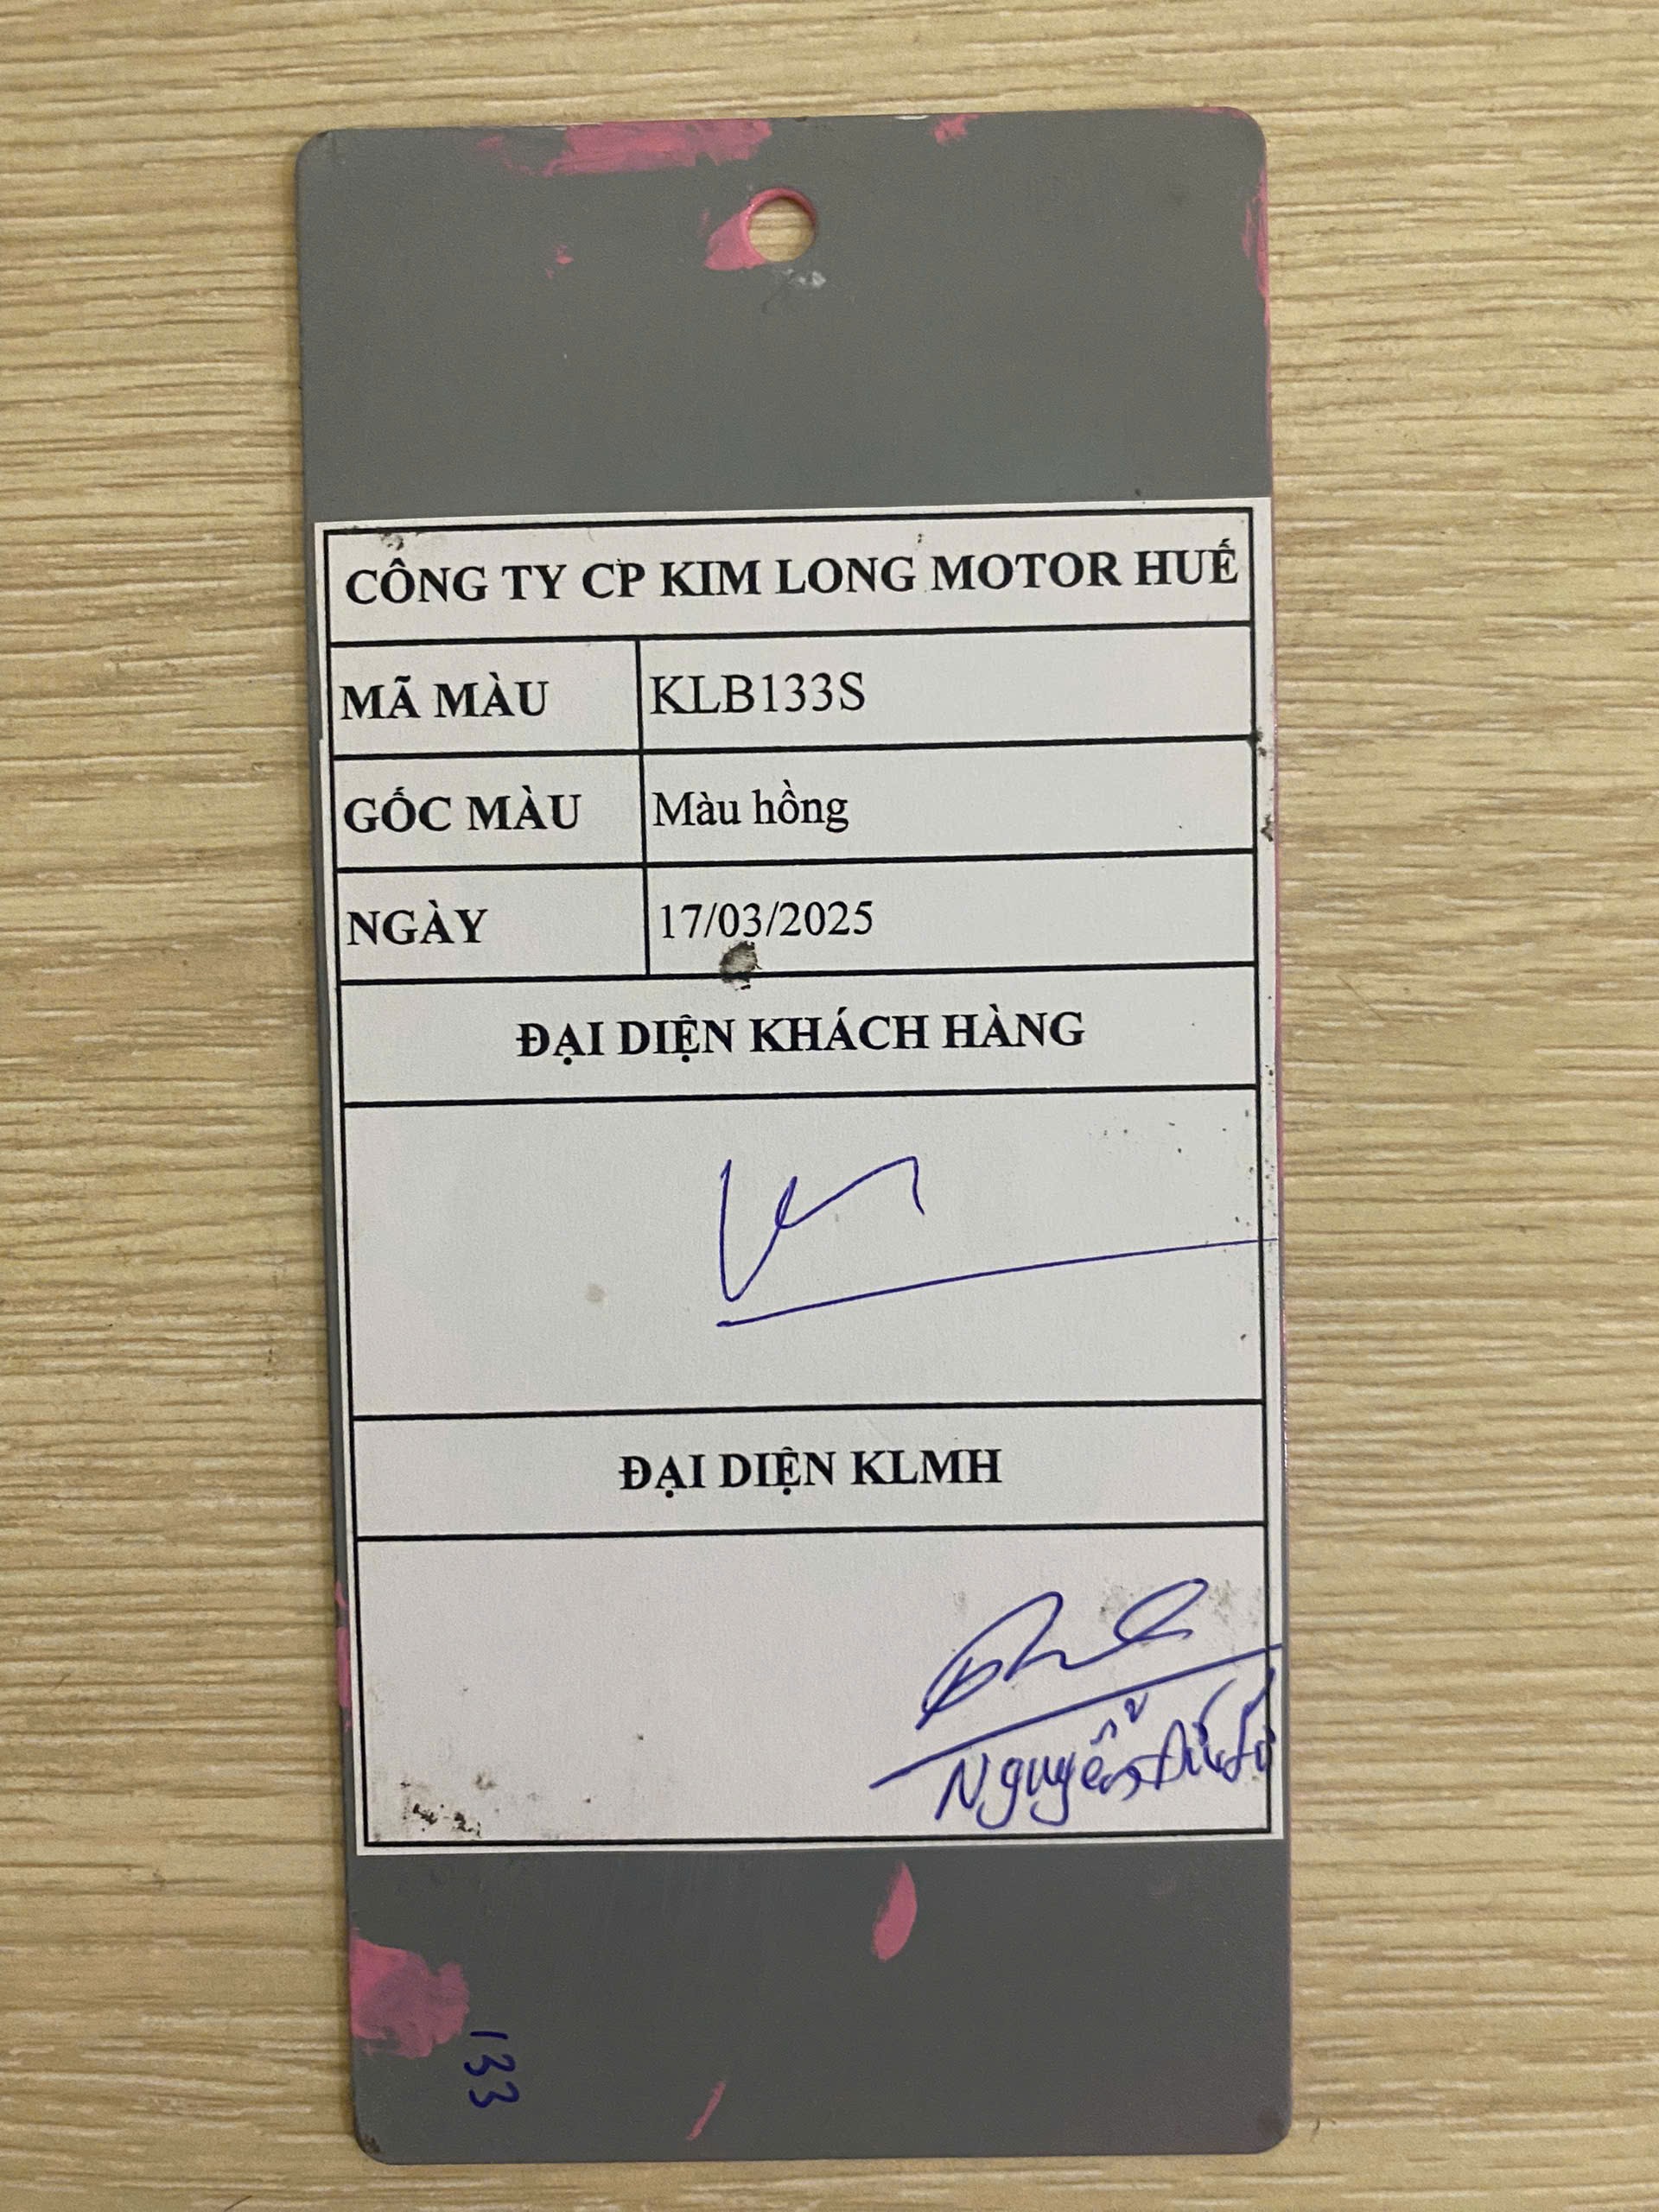 CÔNG TY CP KIM LONG MOTOR HUẾ
MÃ MÀU KLB133S
GỐC MÀU Màu hồng
NGÀY 17/03/2025
ĐẠI DIỆN KHÁCH HÀNG
ĐẠI DIỆN KLMH
Nguyễn
133